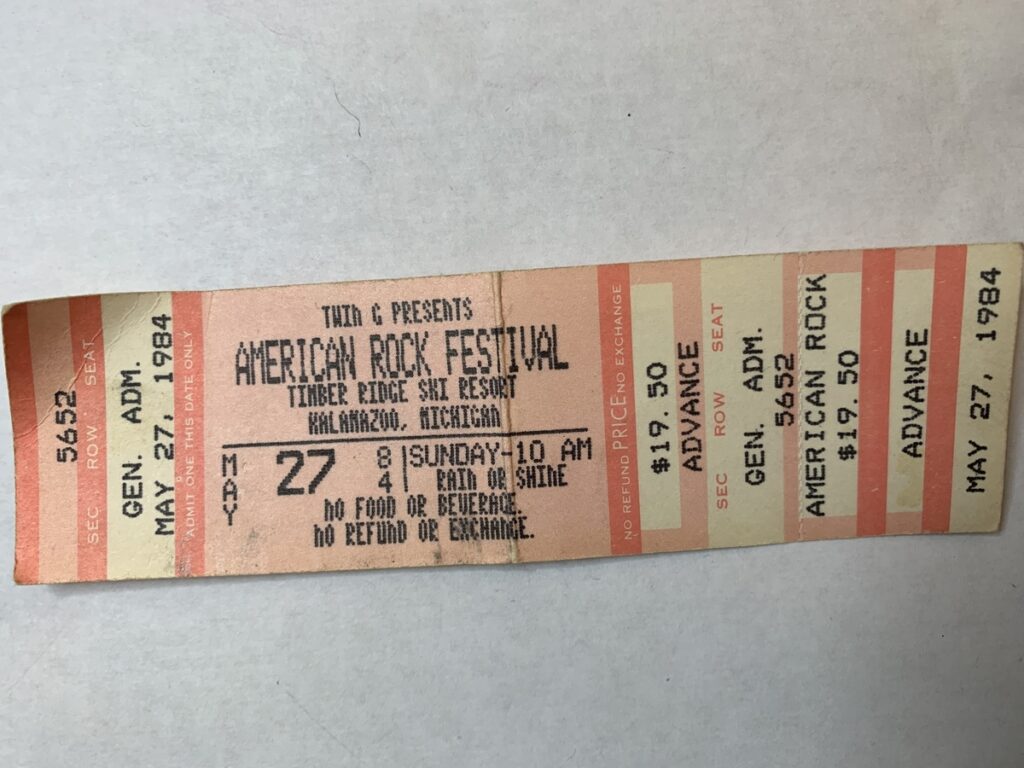 5652
SEC ROW SEAT
GEN. ADM.
MAY 27, 1984
ADMIT ONE THIS DATE ONLY
TWIN G PRESENTS
AMERICAN ROCK FESTIVAL
TIMBER RIDGE SKI RESORT
KALAMAZOO, MICHIGAN
MAY 27 84 SUNDAY-10 AM
RAIN OR SHINE
NO FOOD OR BEVERAGE.
NO REFUND OR EXCHANGE.
NO REFUND PRICE NO EXCHANGE
$19.50
ADVANCE
SEC ROW SEAT
GEN. ADM.
5652
AMERICAN ROCK
$19.50
ADVANCE
MAY 27, 1984